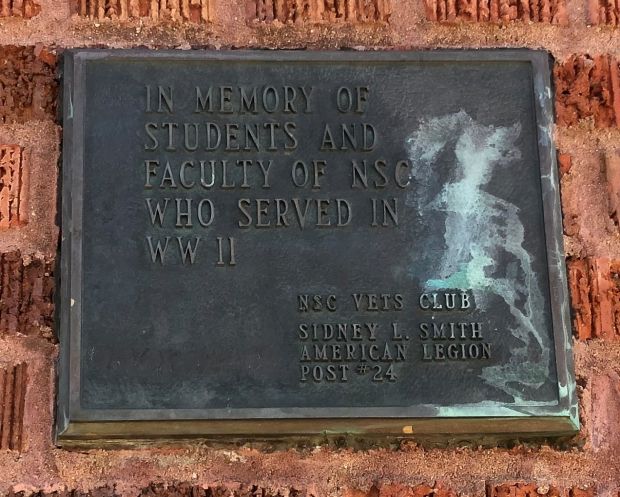 IN MEMORY OF
STUDENTS AND
FACULTY OF NSC
WHO SERVED IN
WW II
NSC VETS CLUB
SIDNEY L. SMITH
AMERICAN LEGION
POST #24